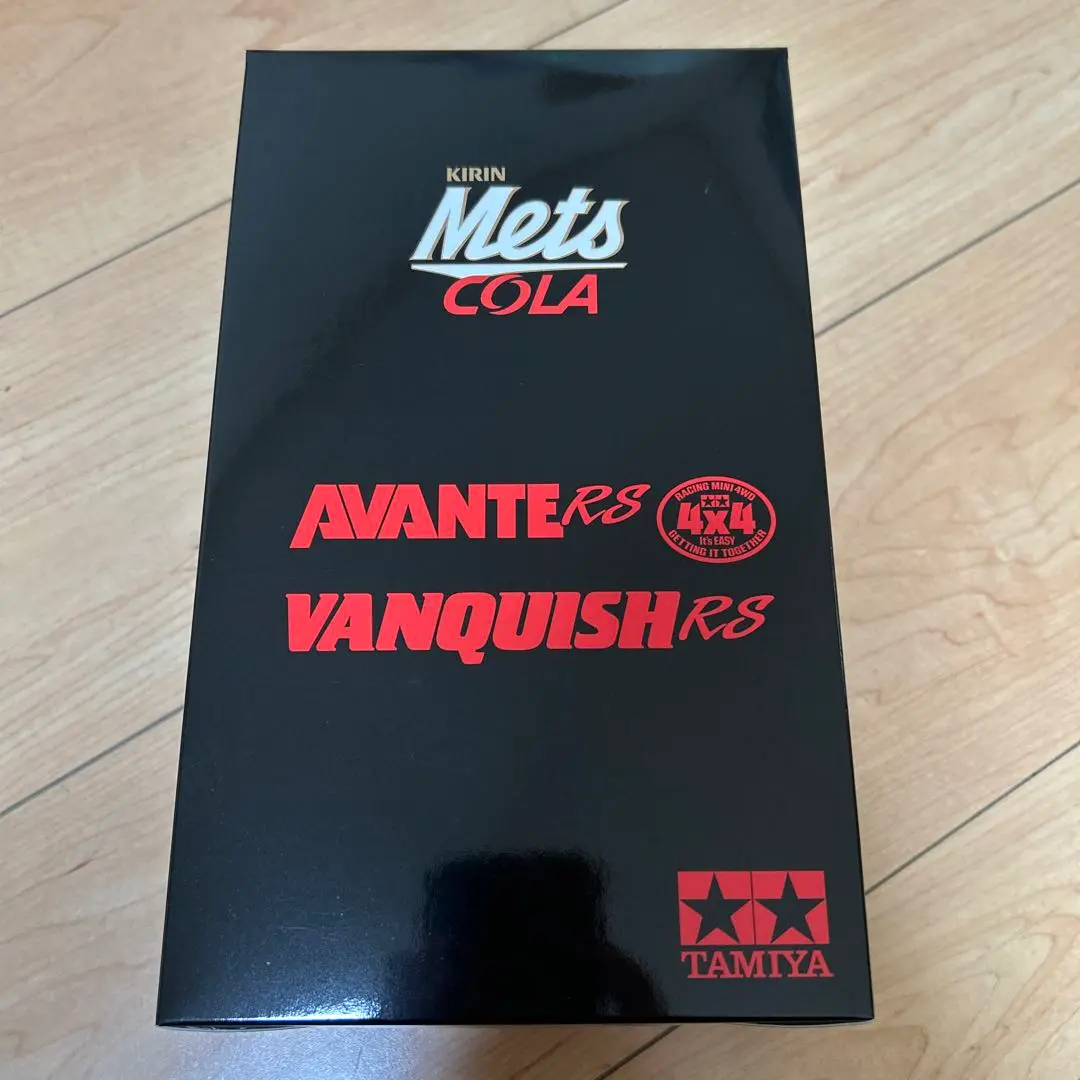 KIRIN
Mets
COLA
AVANTE RS
RACING MINI 4WD
4x4
It's EASY
GETTING IT TOGETHER
VANQUISH RS
TAMIYA